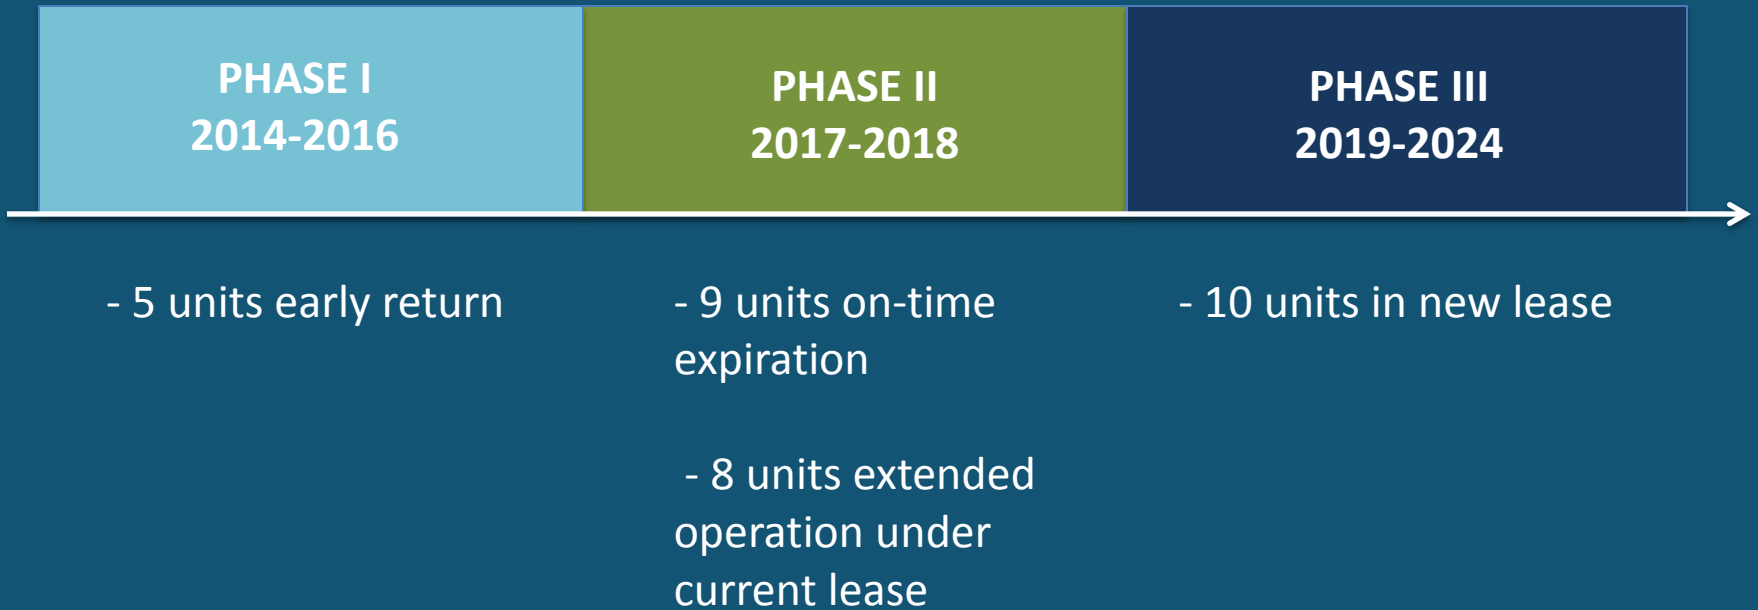 PHASE I
2014-2016
PHASE II
2017-2018
PHASE III
2019-2024
- 5 units early return
- 9 units on-time
expiration
- 8 units extended
operation under
current lease
- 10 units in new lease